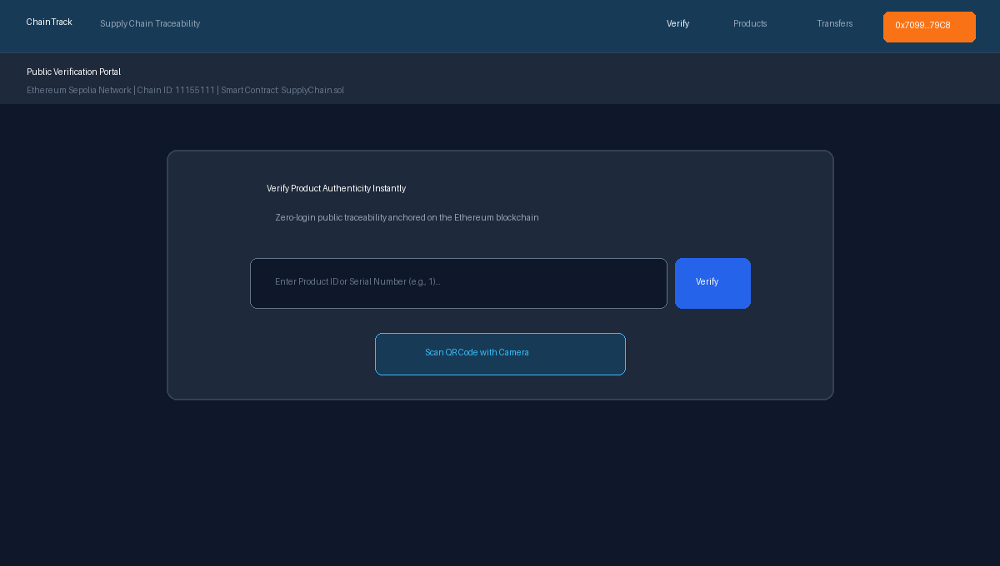 ChainTrack
Supply Chain Traceability
Verify
Products
Transfers
0x7099...79C8
Public Verification Portal
Ethereum Sepolia Network | Chain ID: 11155111 | Smart Contract: SupplyChain.sol
Verify Product Authenticity Instantly
Zero-login public traceability anchored on the Ethereum blockchain
Enter Product ID or Serial Number (e.g., 1)...
Verify
Scan QR Code with Camera